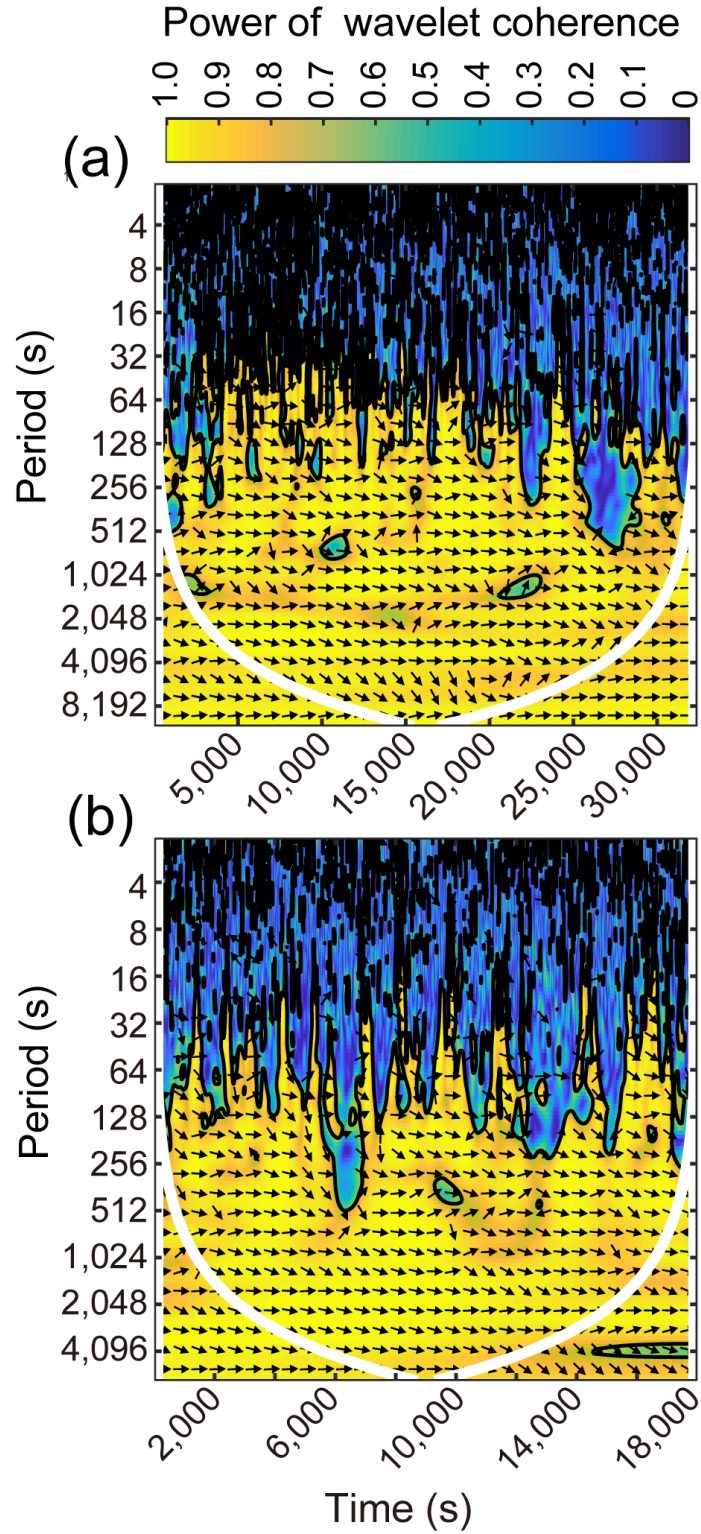 Power of wavelet coherence
1.0 0.9 0.8 0.7 0.6 0.5 0.4 0.3 0.2 0.1 0
(a)
Period (s)
4
8
16
32
64
128
256
512
1,024
2,048
4,096
8,192
5,000 10,000 15,000 20,000 25,000 30,000
(b)
Period (s)
4
8
16
32
64
128
256
512
1,024
2,048
4,096
2,000 6,000 10,000 14,000 18,000
Time (s)